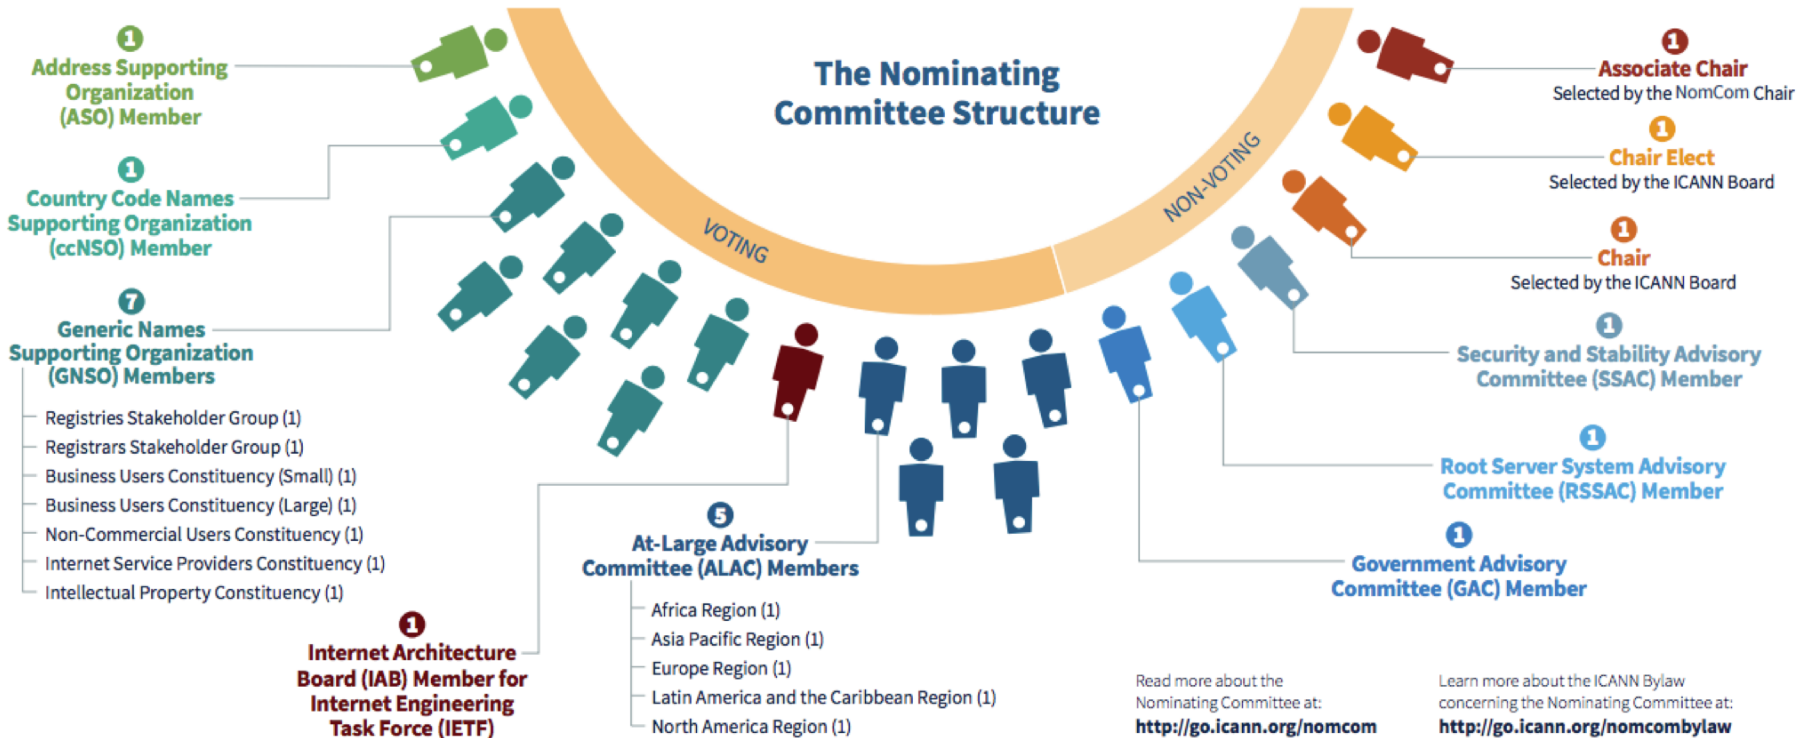 The Nominating
Committee Structure
VOTING
NON-VOTING
1
Address Supporting
Organization
(ASO) Member
1
Country Code Names
Supporting Organization
(ccNSO) Member
7
Generic Names
Supporting Organization
(GNSO) Members
Registries Stakeholder Group (1)
Registrars Stakeholder Group (1)
Business Users Constituency (Small) (1)
Business Users Constituency (Large) (1)
Non-Commercial Users Constituency (1)
Internet Service Providers Constituency (1)
Intellectual Property Constituency (1)
1
Internet Architecture
Board (IAB) Member for
Internet Engineering
Task Force (IETF)
5
At-Large Advisory
Committee (ALAC) Members
Africa Region (1)
Asia Pacific Region (1)
Europe Region (1)
Latin America and the Caribbean Region (1)
North America Region (1)
1
Associate Chair
Selected by the NomCom Chair
1
Chair Elect
Selected by the ICANN Board
1
Chair
Selected by the ICANN Board
1
Security and Stability Advisory
Committee (SSAC) Member
1
Root Server System Advisory
Committee (RSSAC) Member
1
Government Advisory
Committee (GAC) Member
Read more about the
Nominating Committee at:
http://go.icann.org/nomcom
Learn more about the ICANN Bylaw
concerning the Nominating Committee at:
http://go.icann.org/nomcombylaw